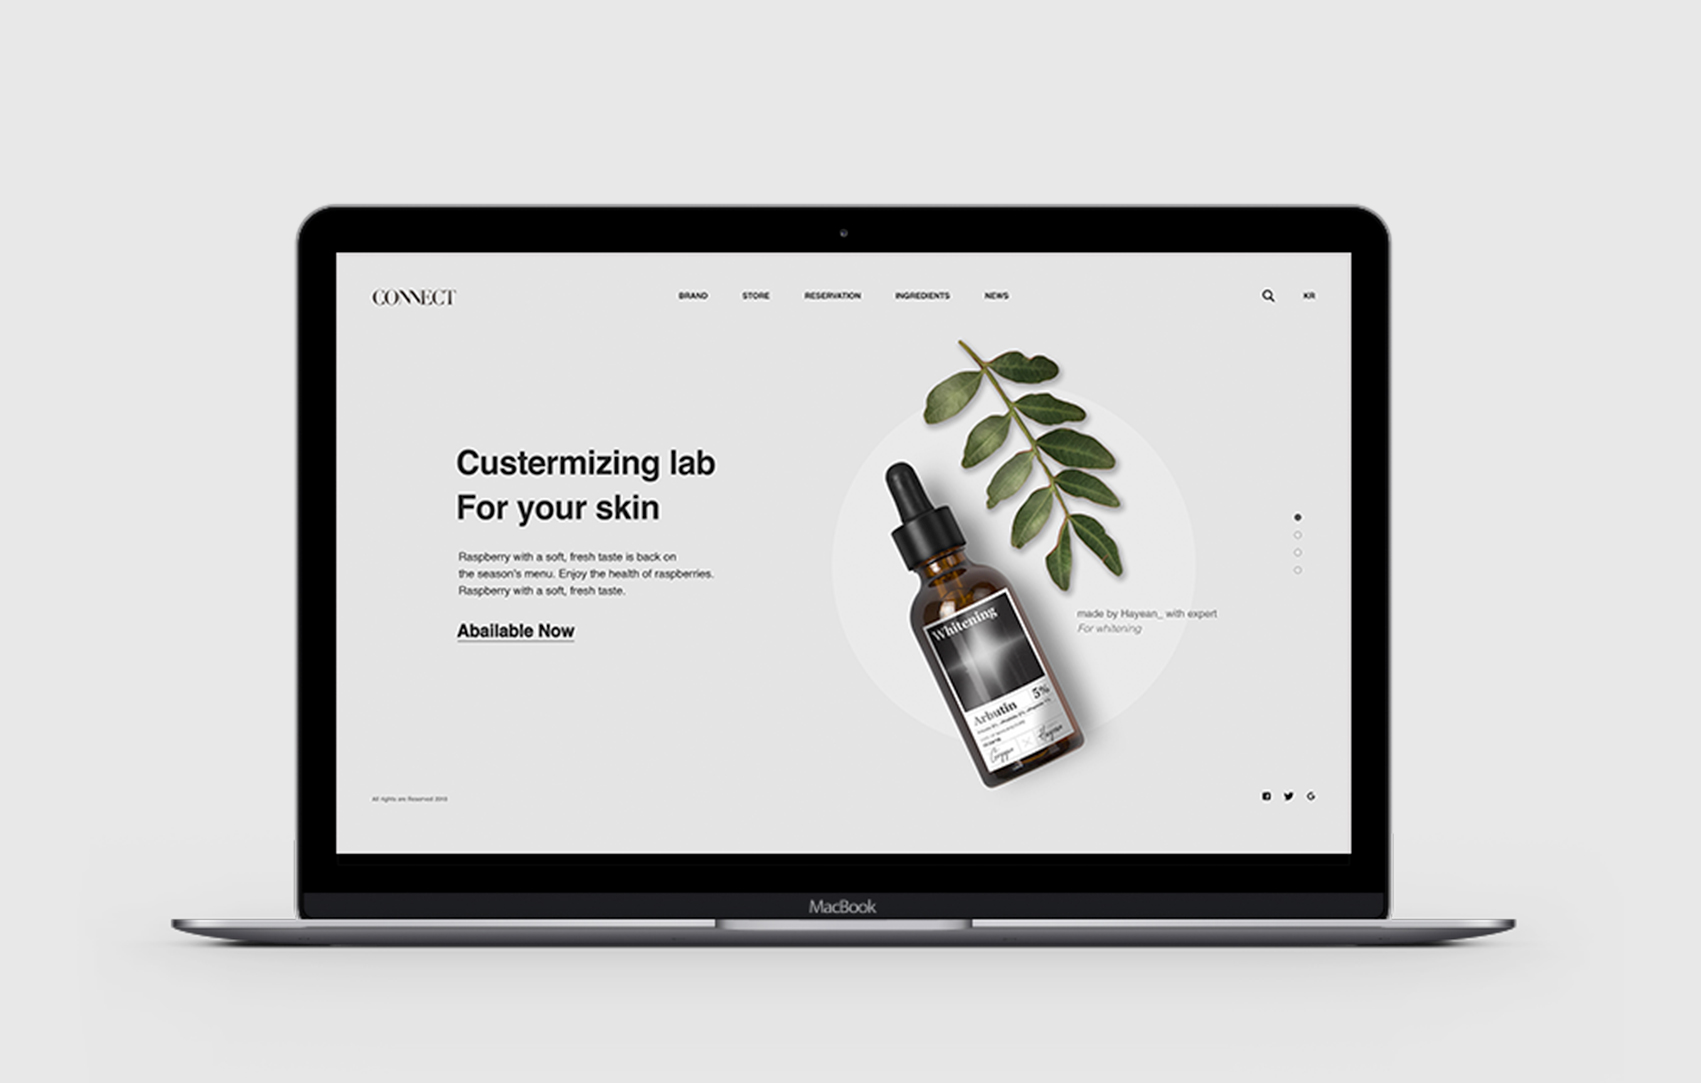 CONNECT
BRAND STORE RESERVATION INGREDIENTS NEWS
KR
Custermizing lab
For your skin
Raspberry with a soft, fresh taste is back on
the season's menu. Enjoy the health of raspberries.
Raspberry with a soft, fresh taste.
Abailable Now
Whitening
5%
Arbutin
Hayean
made by Hayean_ with expert
For whitening
All rights are Reserved 2019
MacBook